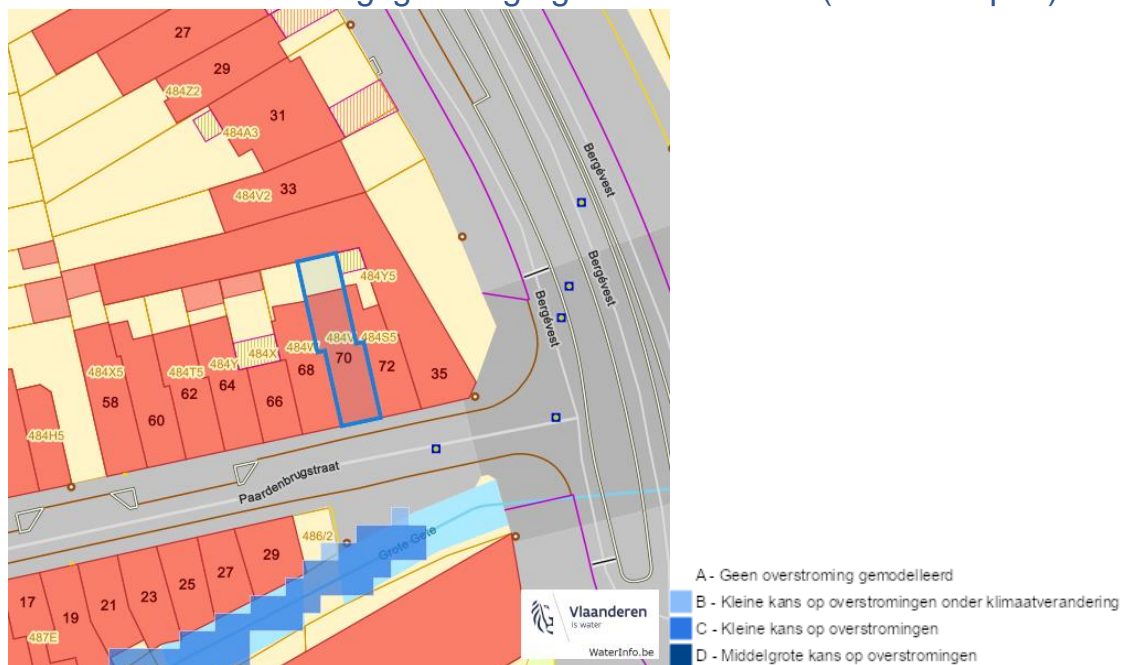 27
29
484Z2
31
484A3
33
484V2
Bergévest
Bergévest
Bergévest
484Y5
484X5
484T5
484Y
484X
484W
484V
484S5
58
60
62
64
66
68
70
72
35
484H5
Paardenbrugstraat
Grote Gete
486/2
17
19
21
23
25
27
29
487E
Vlaanderen
is water
WaterInfo.be
A - Geen overstroming gemodelleerd
B - Kleine kans op overstromingen onder klimaatverandering
C - Kleine kans op overstromingen
D - Middelgrote kans op overstromingen